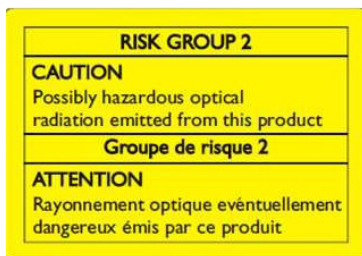 RISK GROUP 2
CAUTION
Possibly hazardous optical
radiation emitted from this product
Groupe de risque 2
ATTENTION
Rayonnement optique evéntuellement
dangereux émis par ce produit